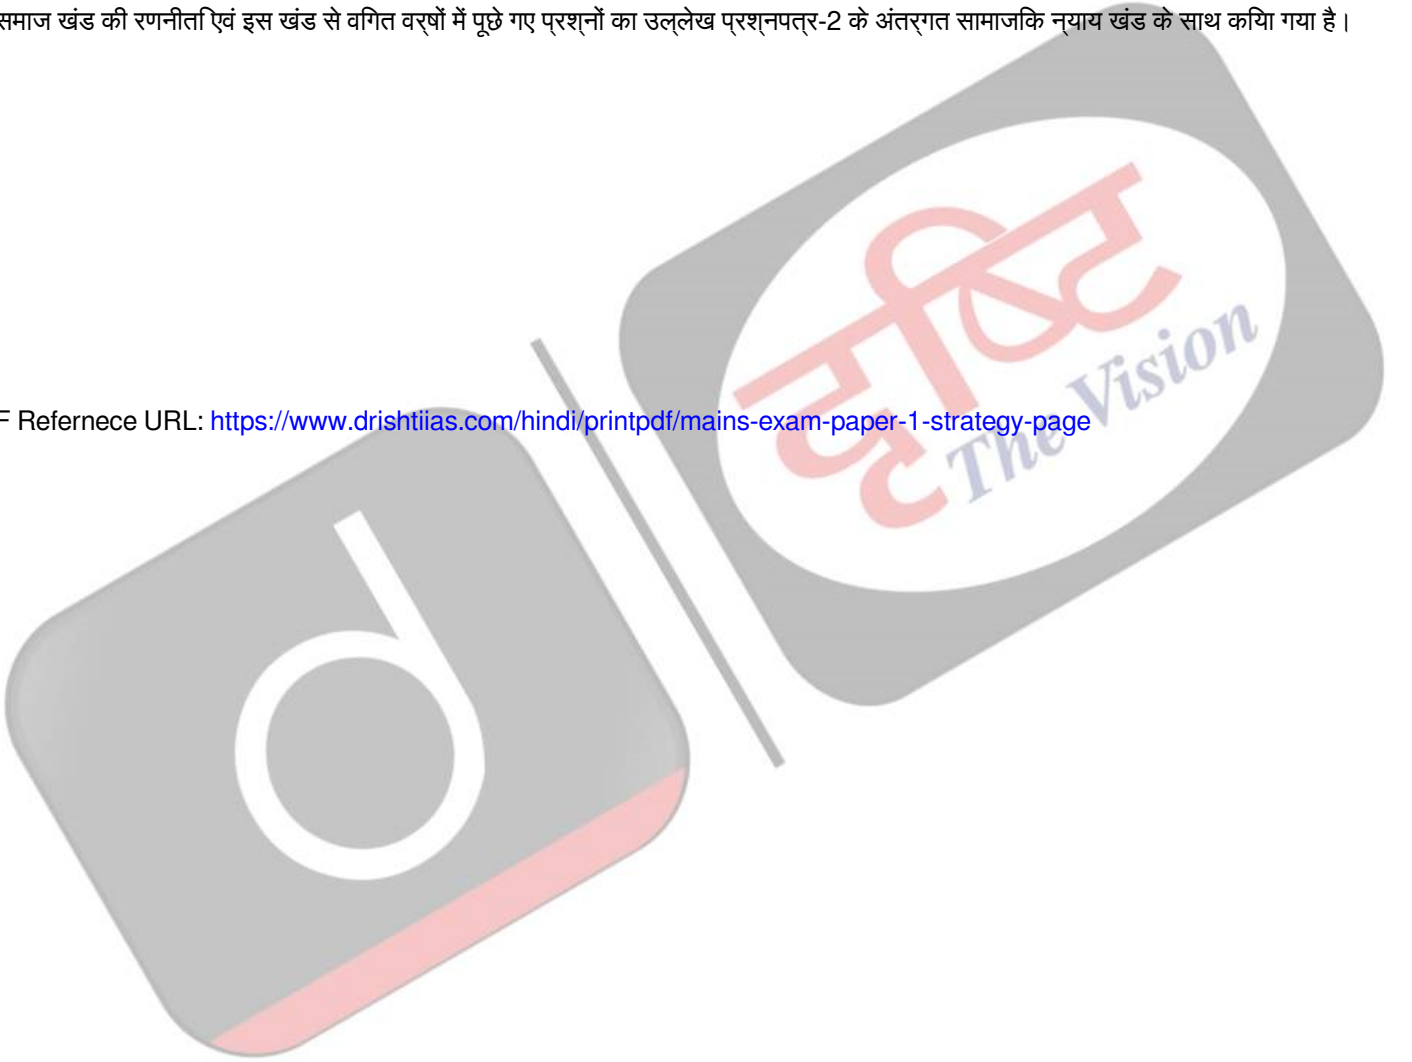 समाज खंड की रणनीति एवं इस खंड से विगत वर्षों में पूछे गए प्रश्नों का उल्लेख प्रश्नपत्र-2 के अंतर्गत सामाजिक न्याय खंड के साथ किया गया है।
दृष्टि
The Vision
F Refernece URL: https://www.drishtiias.com/hindi/printpdf/mains-exam-paper-1-strategy-page
d